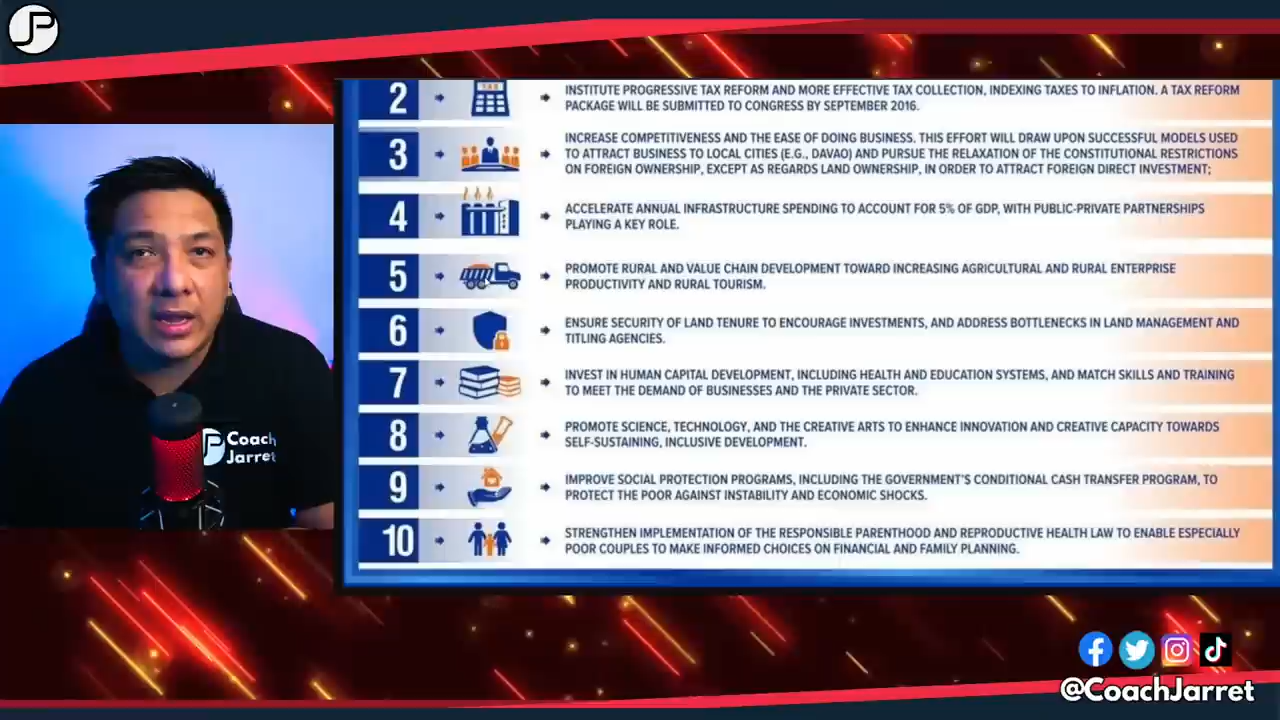 JP
2
TAX
INSTITUTE PROGRESSIVE TAX REFORM AND MORE EFFECTIVE TAX COLLECTION, INDEXING TAXES TO INFLATION. A TAX REFORM
PACKAGE WILL BE SUBMITTED TO CONGRESS BY SEPTEMBER 2016.
3
INCREASE COMPETITIVENESS AND THE EASE OF DOING BUSINESS. THIS EFFORT WILL DRAW UPON SUCCESSFUL MODELS USED
TO ATTRACT BUSINESS TO LOCAL CITIES (E.G., DAVAO) AND PURSUE THE RELAXATION OF THE CONSTITUTIONAL RESTRICTIONS
ON FOREIGN OWNERSHIP, EXCEPT AS REGARDS LAND OWNERSHIP, IN ORDER TO ATTRACT FOREIGN DIRECT INVESTMENT;
4
ACCELERATE ANNUAL INFRASTRUCTURE SPENDING TO ACCOUNT FOR 5% OF GDP, WITH PUBLIC-PRIVATE PARTNERSHIPS
PLAYING A KEY ROLE.
5
PROMOTE RURAL AND VALUE CHAIN DEVELOPMENT TOWARD INCREASING AGRICULTURAL AND RURAL ENTERPRISE
PRODUCTIVITY AND RURAL TOURISM.
6
ENSURE SECURITY OF LAND TENURE TO ENCOURAGE INVESTMENTS, AND ADDRESS BOTTLENECKS IN LAND MANAGEMENT AND
TITLING AGENCIES.
7
INVEST IN HUMAN CAPITAL DEVELOPMENT, INCLUDING HEALTH AND EDUCATION SYSTEMS, AND MATCH SKILLS AND TRAINING
TO MEET THE DEMAND OF BUSINESSES AND THE PRIVATE SECTOR.
8
PROMOTE SCIENCE, TECHNOLOGY, AND THE CREATIVE ARTS TO ENHANCE INNOVATION AND CREATIVE CAPACITY TOWARDS
SELF-SUSTAINING, INCLUSIVE DEVELOPMENT.
9
IMPROVE SOCIAL PROTECTION PROGRAMS, INCLUDING THE GOVERNMENT'S CONDITIONAL CASH TRANSFER PROGRAM, TO
PROTECT THE POOR AGAINST INSTABILITY AND ECONOMIC SHOCKS.
10
STRENGTHEN IMPLEMENTATION OF THE RESPONSIBLE PARENTHOOD AND REPRODUCTIVE HEALTH LAW TO ENABLE ESPECIALLY
POOR COUPLES TO MAKE INFORMED CHOICES ON FINANCIAL AND FAMILY PLANNING.
Coach
Jarret
@CoachJarret